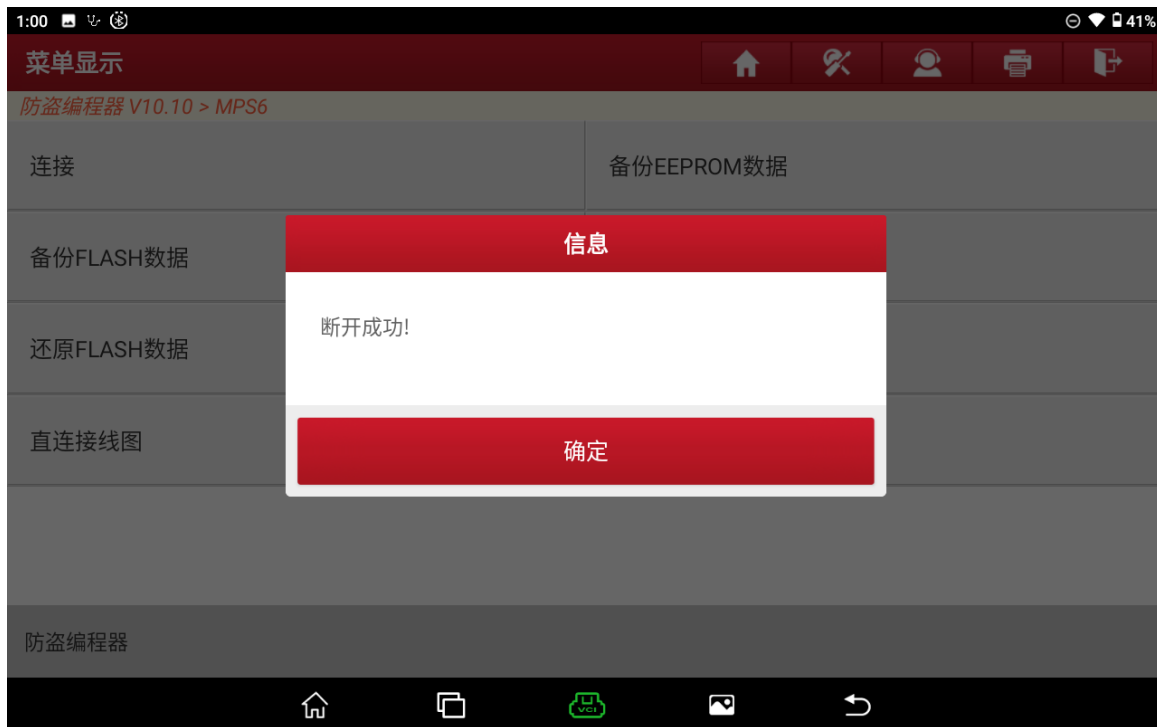 1:00 41%
菜单显示
防盗编程器 V10.10 > MPS6
连接 备份EEPROM数据
备份FLASH数据
信息
断开成功!
还原FLASH数据
直连接线图
确定
防盗编程器
VCI